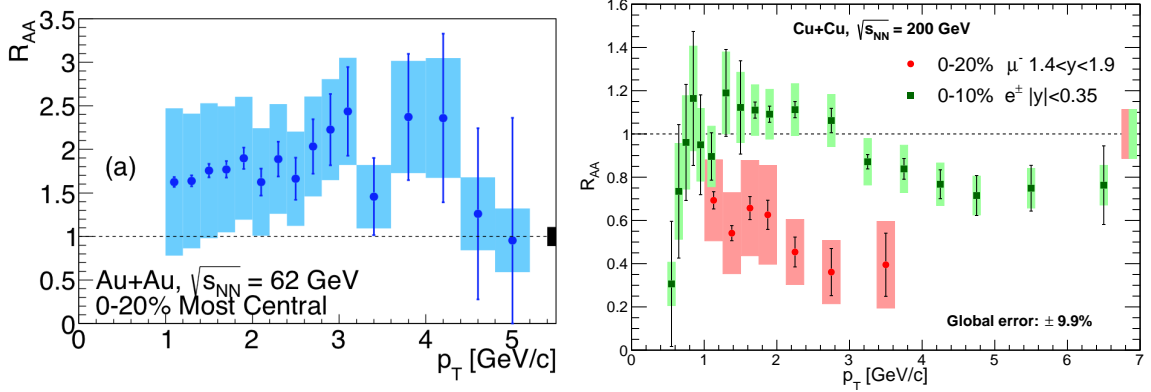 R_AA
3.5
3
2.5
2
1.5
1
0.5
0
(a)
Au+Au, √s_NN = 62 GeV
0-20% Most Central
0 1 2 3 4 5
p_T [GeV/c]
R_AA
1.6
1.4
1.2
1
0.8
0.6
0.4
0.2
0
Cu+Cu, √s_NN = 200 GeV
0-20% μ⁻ 1.4<y<1.9
0-10% e± |y|<0.35
Global error: ± 9.9%
0 1 2 3 4 5 6 7
p_T [GeV/c]